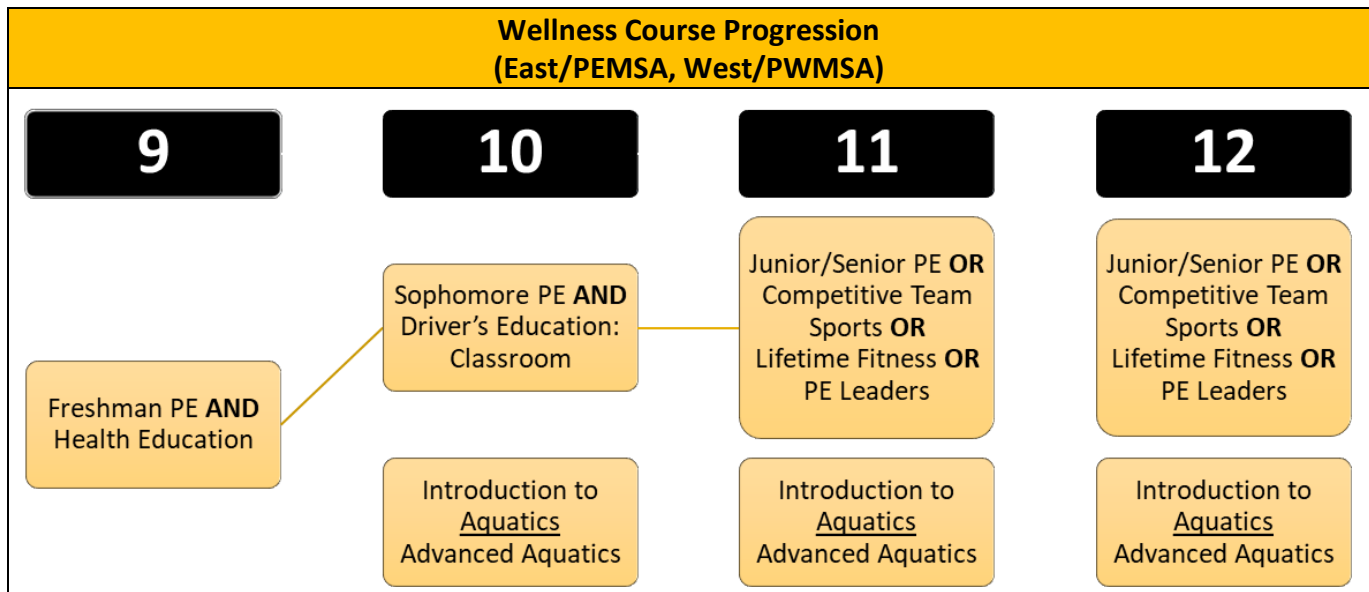 Wellness Course Progression
(East/PEMSA, West/PWMSA)
9
10
11
12
Freshman PE AND
Health Education
Sophomore PE AND
Driver's Education:
Classroom
Junior/Senior PE OR
Competitive Team
Sports OR
Lifetime Fitness OR
PE Leaders
Junior/Senior PE OR
Competitive Team
Sports OR
Lifetime Fitness OR
PE Leaders
Introduction to
Aquatics
Advanced Aquatics
Introduction to
Aquatics
Advanced Aquatics
Introduction to
Aquatics
Advanced Aquatics